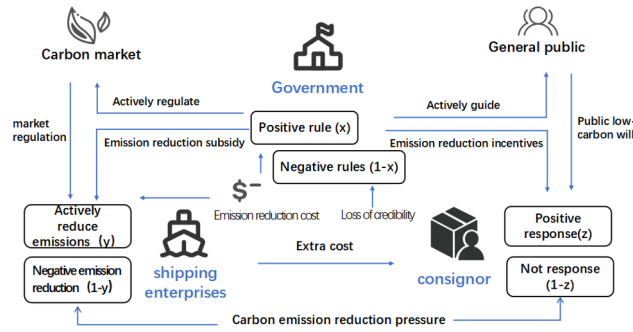 Carbon market
General public
Government
Actively regulate
Actively guide
market
regulation
Positive rule (x)
Public low-
carbon will
Emission reduction subsidy
Emission reduction incentives
Negative rules (1-x)
$-
Emission reduction cost
Loss of credibility
Actively
reduce
emissions (y)
Positive
response(z)
Extra cost
Negative emission
reduction (1-y)
shipping
enterprises
consignor
Not response
(1-z)
Carbon emission reduction pressure